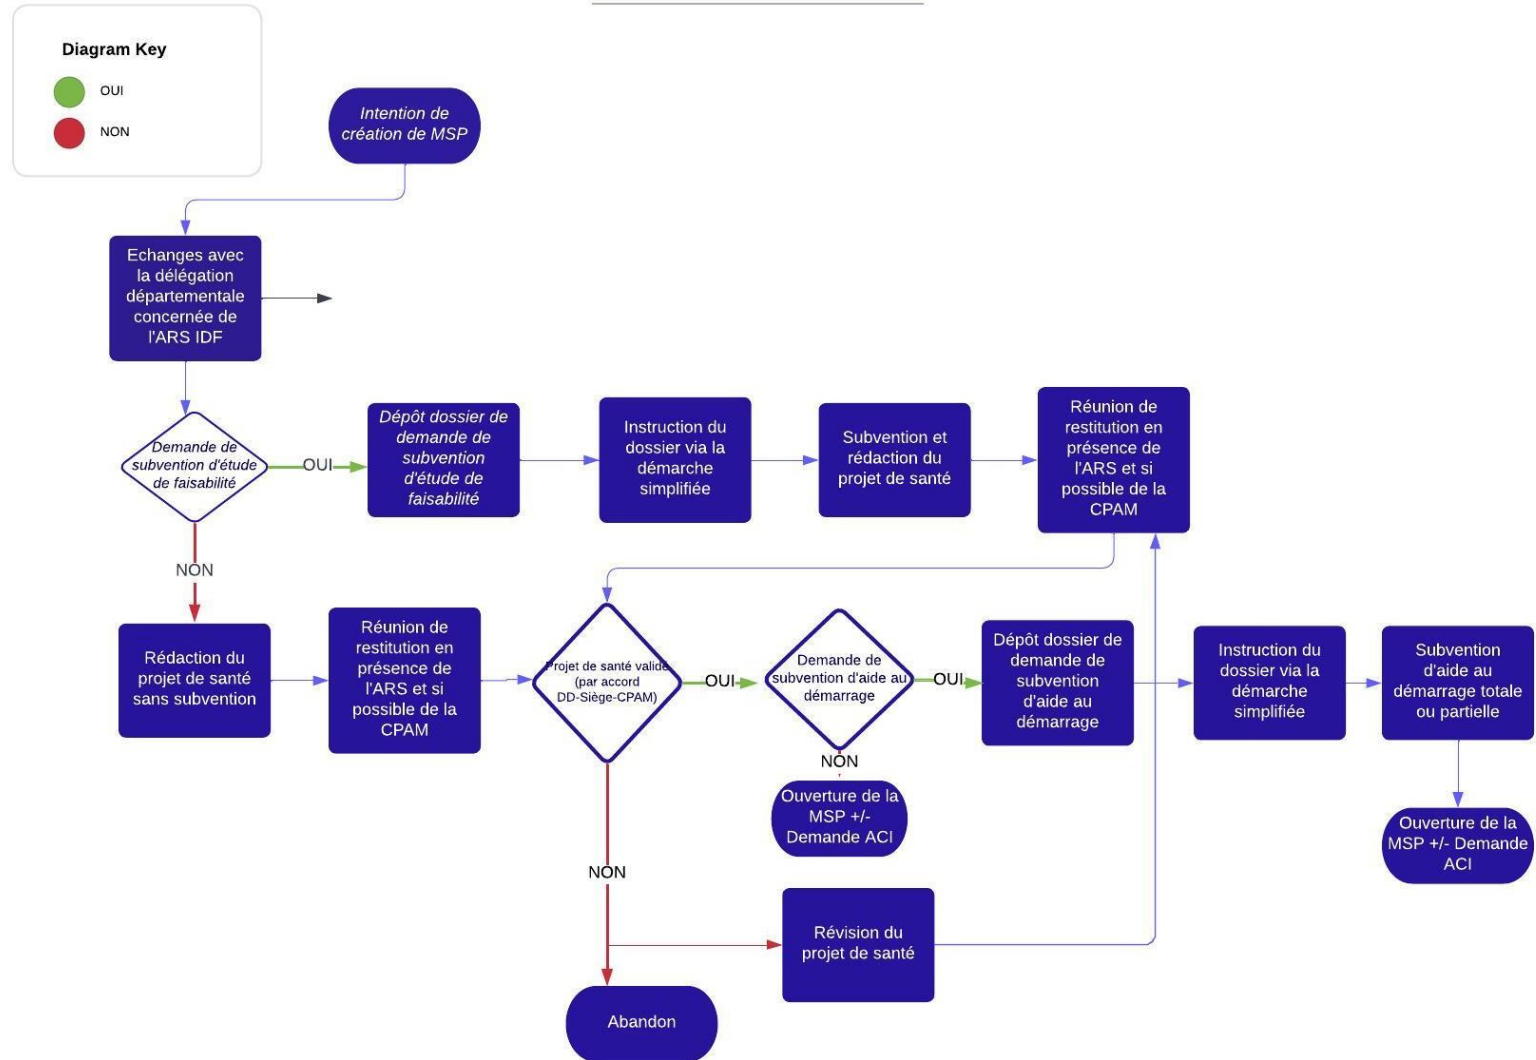 Diagram Key
OUI
NON
Intention de
création de MSP
Echanges avec
la délégation
départementale
concernée de
l'ARS IDF
Demande de
subvention d'étude
de faisabilité
OUI
Dépôt dossier de
demande de
subvention
d'étude de
faisabilité
Instruction du
dossier via la
démarche
simplifiée
Subvention et
rédaction du
projet de santé
Réunion de
restitution en
présence de
l'ARS et si
possible de la
CPAM
NON
Rédaction du
projet de santé
sans subvention
Réunion de
restitution en
présence de
l'ARS et si
possible de la
CPAM
Projet de santé validé
(par accord
DD-Siège-CPAM)
OUI
Demande de
subvention d'aide au
démarrage
OUI
Dépôt dossier de
demande de
subvention
d'aide au
démarrage
Instruction du
dossier via la
démarche
simplifiée
Subvention
d'aide au
démarrage totale
ou partielle
NON
Ouverture de la
MSP +/-
Demande ACI
Ouverture de la
MSP +/- Demande
ACI
NON
Révision du
projet de santé
Abandon